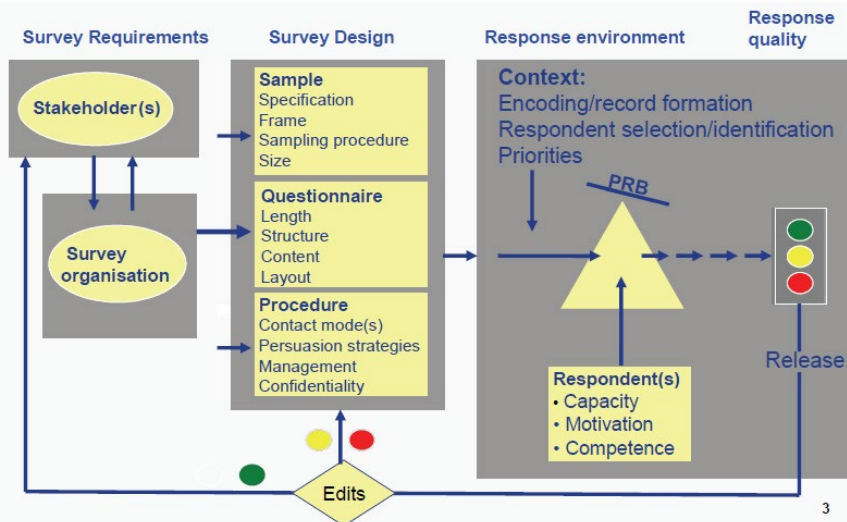 Survey Requirements
Survey Design
Response environment
Response
quality
Stakeholder(s)
Survey
organisation
Sample
Specification
Frame
Sampling procedure
Size
Questionnaire
Length
Structure
Content
Layout
Procedure
Contact mode(s)
Persuasion strategies
Management
Confidentiality
Context:
Encoding/record formation
Respondent selection/identification
Priorities
PRB
Respondent(s)
• Capacity
• Motivation
• Competence
Release
Edits
3